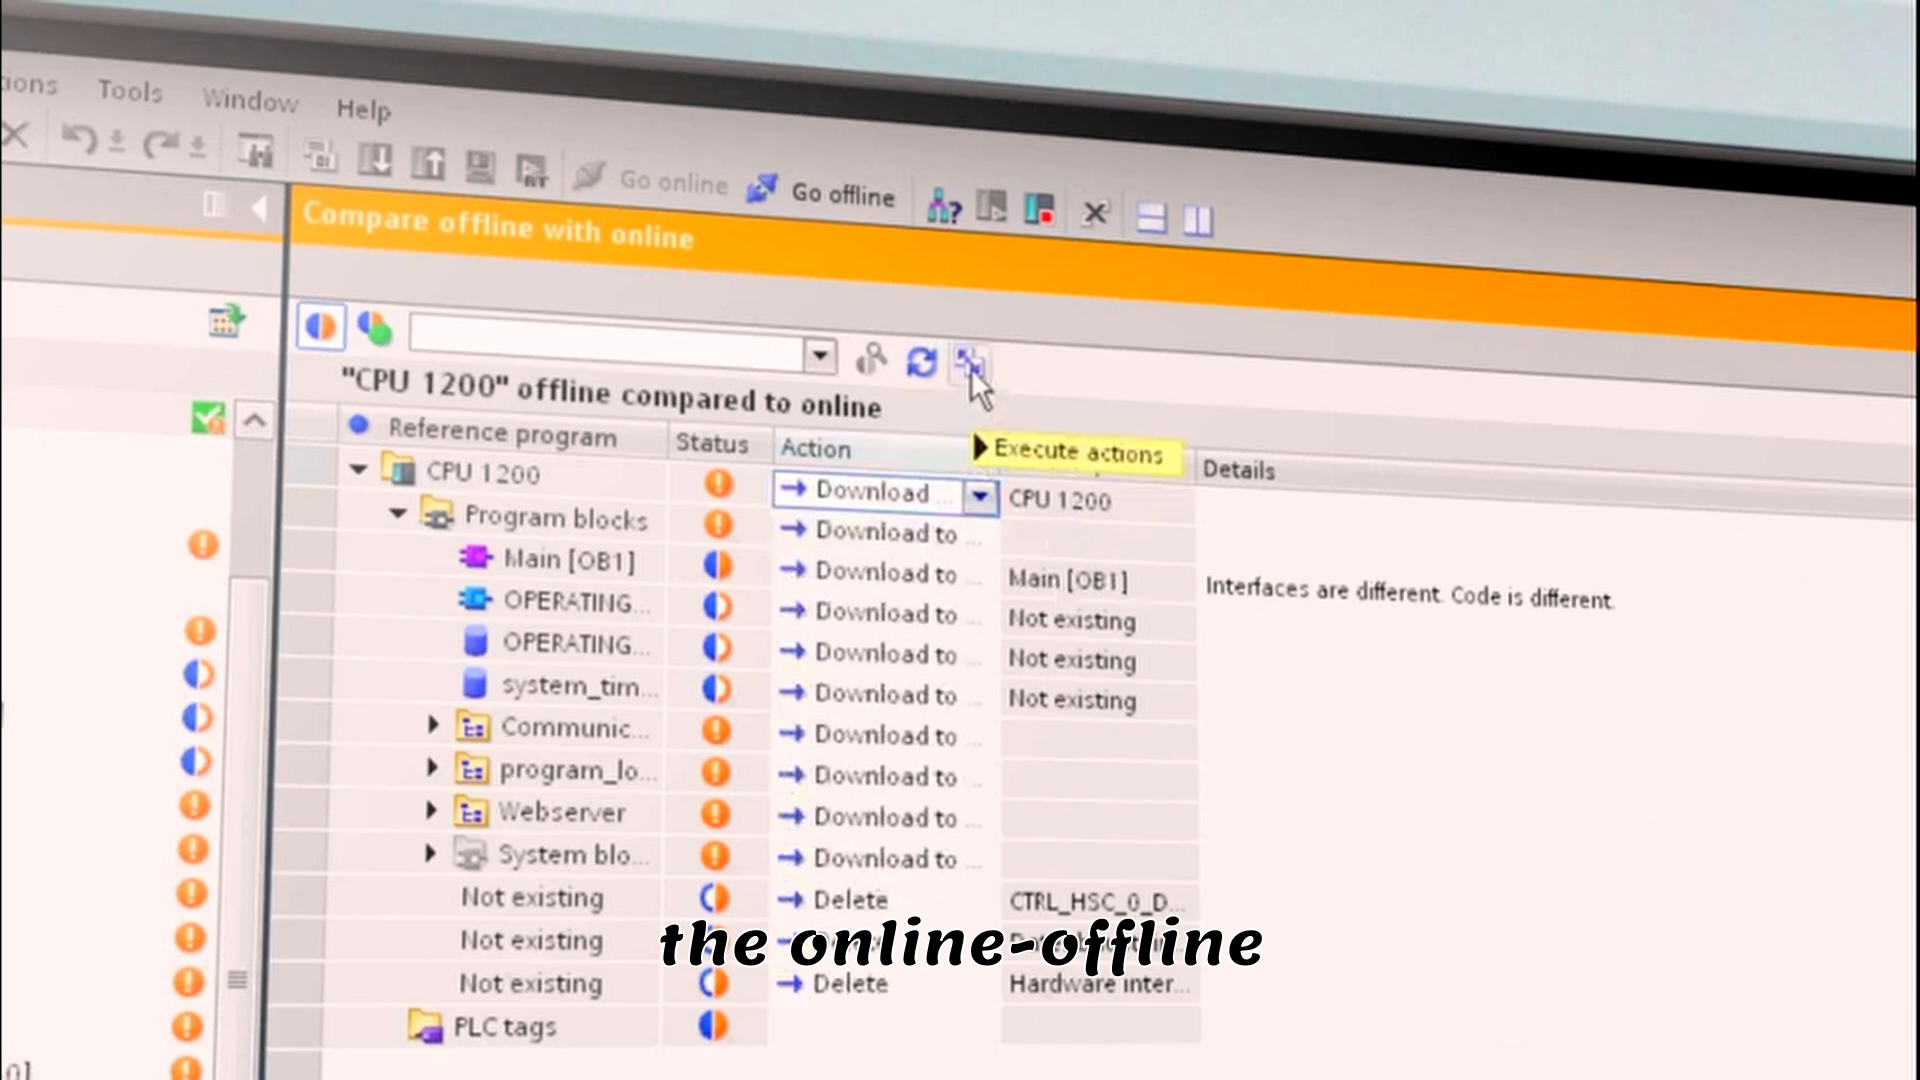 Tools Window Help
Go online Go offline
Compare offline with online
"CPU 1200" offline compared to online
Reference program Status Action Execute actions Details
CPU 1200 Download ... CPU 1200
Program blocks Download to ...
Main [OB1] Download to ... Main [OB1] Interfaces are different. Code is different.
OPERATING... Download to ... Not existing
OPERATING... Download to ... Not existing
system_tim... Download to ... Not existing
Communic... Download to ...
program_lo... Download to ...
Webserver Download to ...
System blo... Download to ...
Not existing Delete CTRL_HSC_0_D...
Not existing
the online-offline
Not existing Delete Hardware inter...
PLC tags